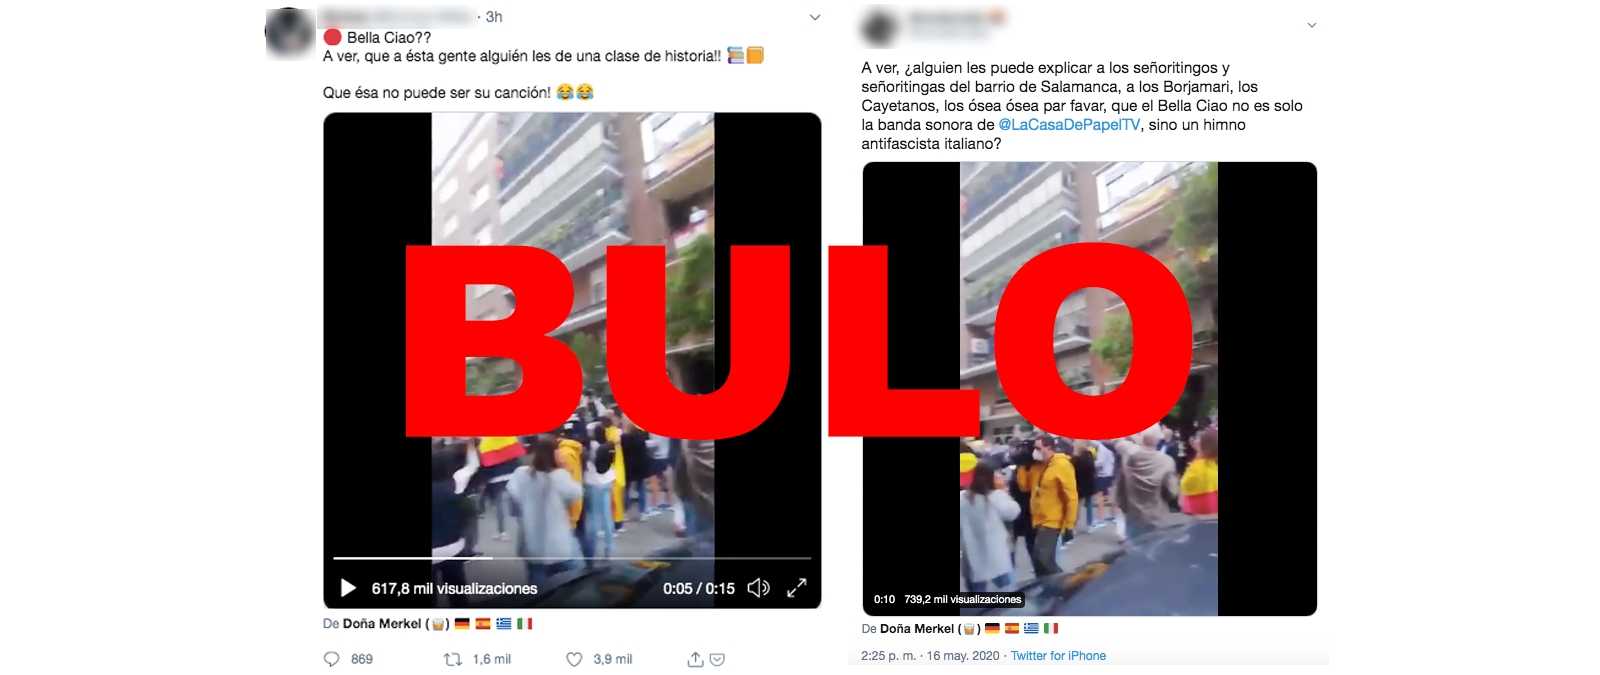 · 3h
Bella Ciao??
A ver, que a ésta gente alguién les de una clase de historia!!
Que ésa no puede ser su canción!
617,8 mil visualizaciones
0:05 / 0:15
De Doña Merkel ( )
869
1,6 mil
3,9 mil
A ver, ¿alguien les puede explicar a los señoritingos y
señoritingas del barrio de Salamanca, a los Borjamari, los
Cayetanos, los ósea ósea par favar, que el Bella Ciao no es solo
la banda sonora de @LaCasaDePapelTV, sino un himno
antifascista italiano?
0:10 739,2 mil visualizaciones
De Doña Merkel ( )
2:25 p. m. · 16 may. 2020 · Twitter for iPhone
BULO